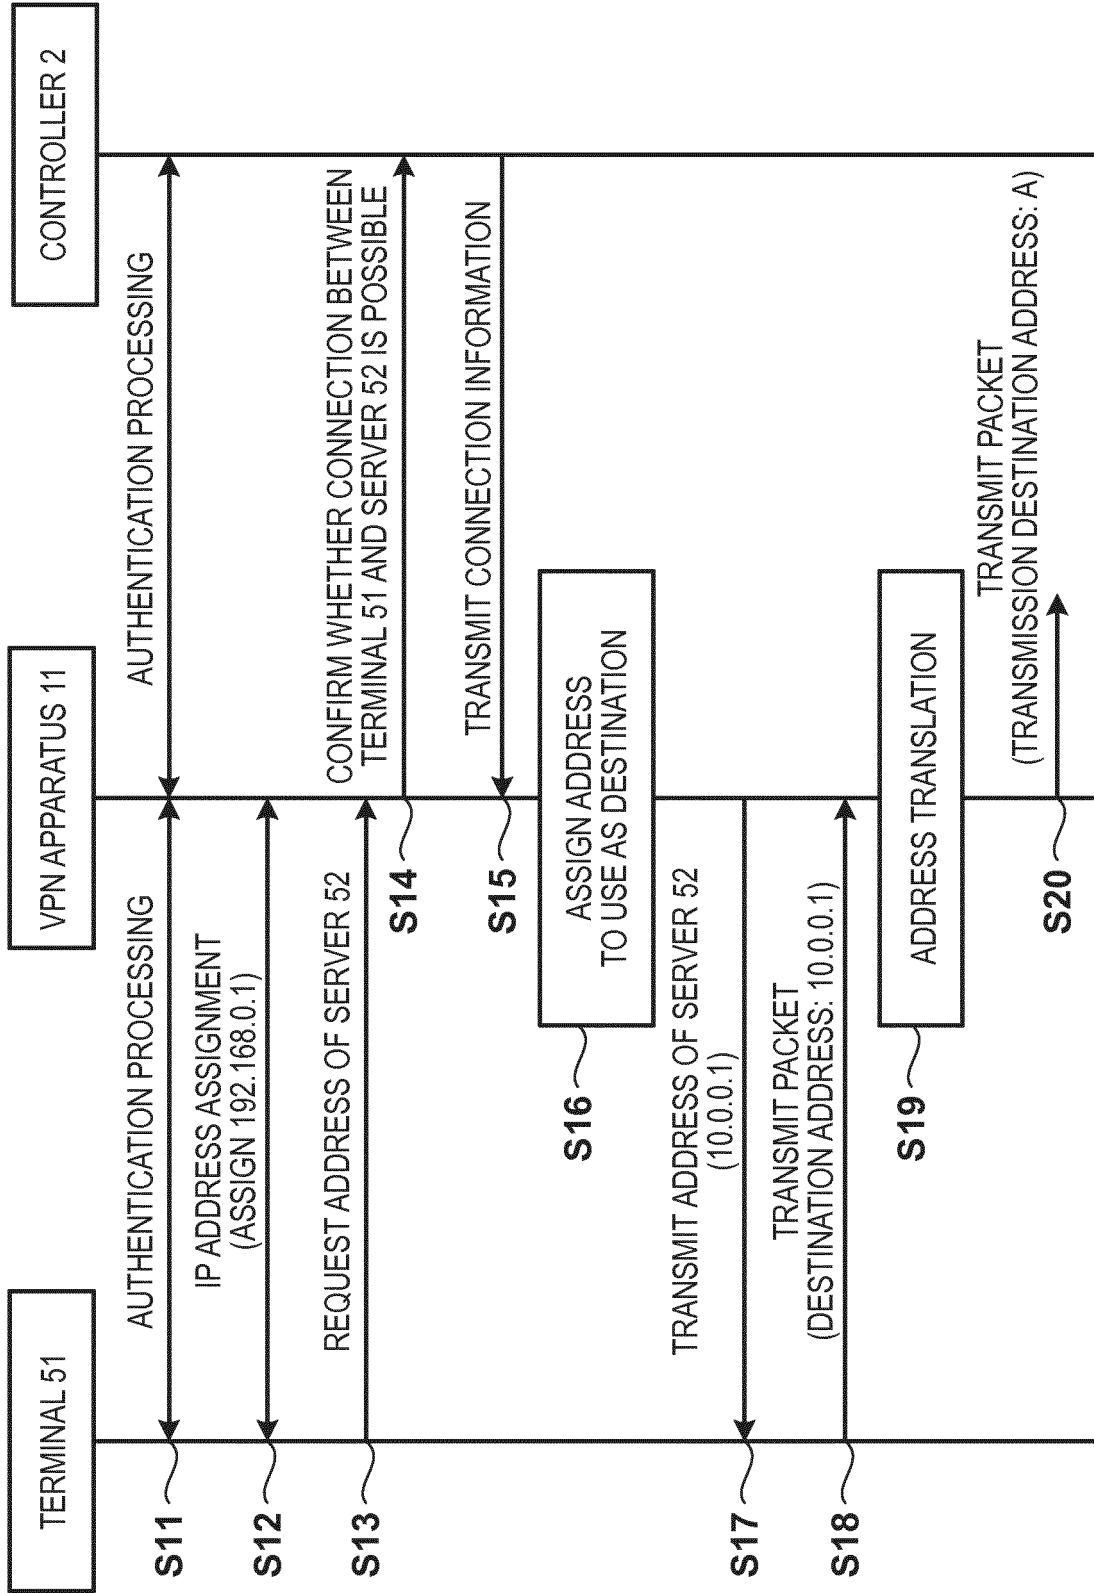 TERMINAL 51
VPN APPARATUS 11
CONTROLLER 2
S11
AUTHENTICATION PROCESSING
AUTHENTICATION PROCESSING
S12
IP ADDRESS ASSIGNMENT
(ASSIGN 192.168.0.1)
S13
REQUEST ADDRESS OF SERVER 52
S14
CONFIRM WHETHER CONNECTION BETWEEN
TERMINAL 51 AND SERVER 52 IS POSSIBLE
S15
TRANSMIT CONNECTION INFORMATION
S16
ASSIGN ADDRESS
TO USE AS DESTINATION
S17
TRANSMIT ADDRESS OF SERVER 52
(10.0.0.1)
S18
TRANSMIT PACKET
(DESTINATION ADDRESS: 10.0.0.1)
S19
ADDRESS TRANSLATION
S20
TRANSMIT PACKET
(TRANSMISSION DESTINATION ADDRESS: A)